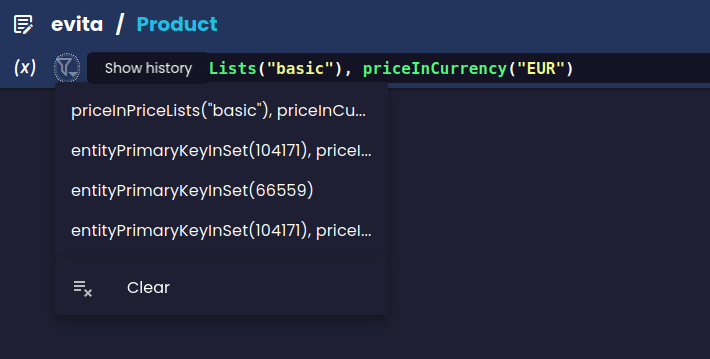 evita / Product
(x) Show history Lists("basic"), priceInCurrency("EUR")
priceInPriceLists("basic"), priceInCu...
entityPrimaryKeyInSet(104171), priceI...
entityPrimaryKeyInSet(66559)
entityPrimaryKeyInSet(104171), priceI...
Clear